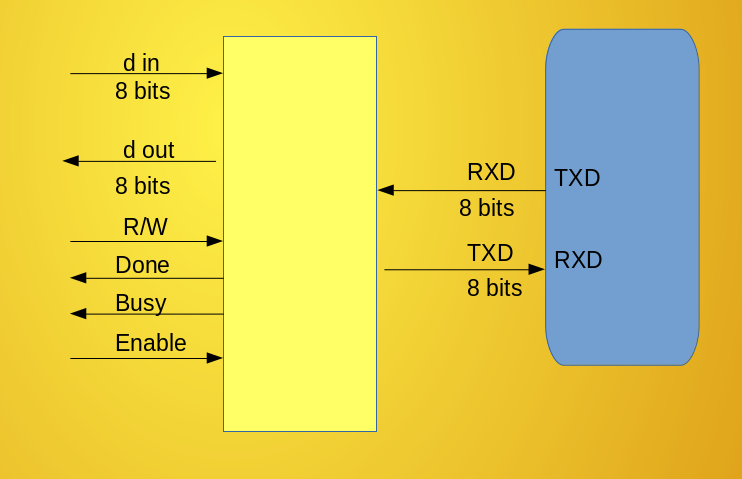 d in
8 bits
d out
8 bits
R/W
Done
Busy
Enable
RXD
8 bits
TXD
8 bits
TXD
RXD